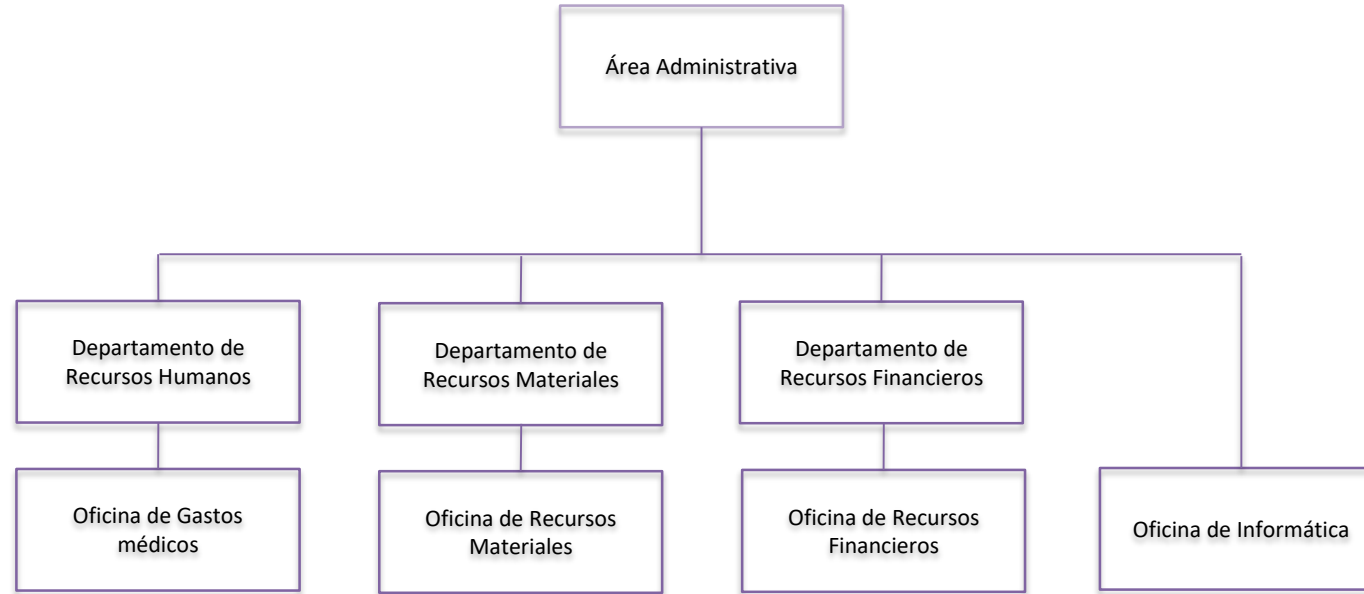 Área Administrativa
Departamento de
Recursos Humanos
Departamento de
Recursos Materiales
Departamento de
Recursos Financieros
Oficina de Gastos
médicos
Oficina de Recursos
Materiales
Oficina de Recursos
Financieros
Oficina de Informática